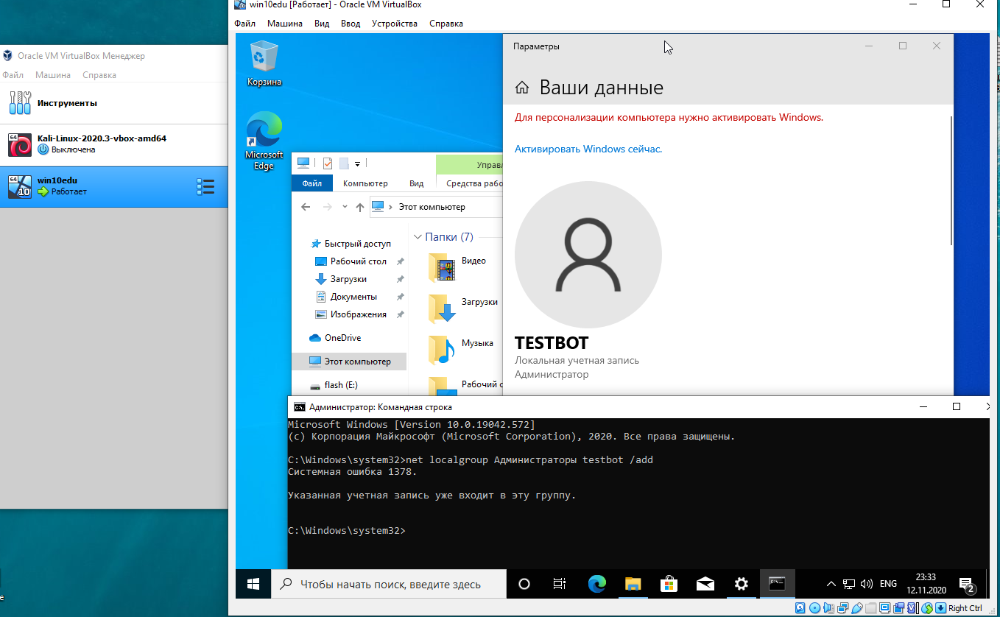 win10edu [Работает] - Oracle VM VirtualBox
Файл Машина Вид Ввод Устройства Справка
Oracle VM VirtualBox Менеджер
Файл Машина Справка
Инструменты
64
Kali-Linux-2020.3-vbox-amd64
Выключена
64
10
win10edu
Работает
Корзина
Microsoft
Edge
Параметры
Ваши данные
Для персонализации компьютера нужно активировать Windows.
Активировать Windows сейчас.
TESTBOT
Локальная учетная запись
Администратор
Управл
Файл Компьютер Вид Средства рабо
Этот компьютер
Быстрый доступ
Рабочий стол
Загрузки
Документы
Изображения
OneDrive
Этот компьютер
flash (E:)
Папки (7)
Видео
Загрузки
Музыка
Рабочий с
Администратор: Командная строка
Microsoft Windows [Version 10.0.19042.572]
(c) Корпорация Майкрософт (Microsoft Corporation), 2020. Все права защищены.
C:\Windows\system32>net localgroup Администраторы testbot /add
Системная ошибка 1378.
Указанная учетная запись уже входит в эту группу.
C:\Windows\system32>
Чтобы начать поиск, введите здесь
ENG
23:33
12.11.2020
2
Right Ctrl